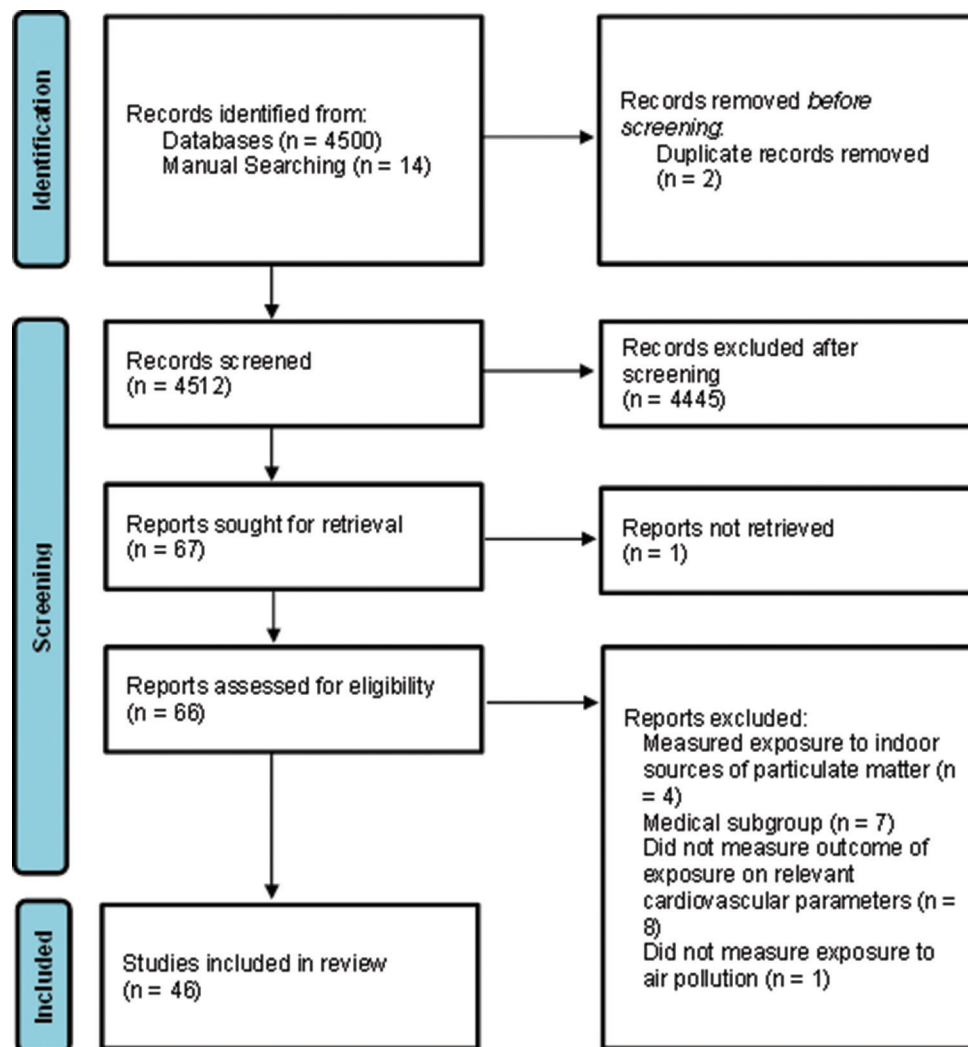 Identification
Records identified from:
Databases (n = 4500)
Manual Searching (n = 14)
Records removed before
screening:
Duplicate records removed
(n = 2)
Screening
Records screened
(n = 4512)
Records excluded after
screening
(n = 4445)
Reports sought for retrieval
(n = 67)
Reports not retrieved
(n = 1)
Reports assessed for eligibility
(n = 66)
Reports excluded:
Measured exposure to indoor
sources of particulate matter (n
= 4)
Medical subgroup (n = 7)
Did not measure outcome of
exposure on relevant
cardiovascular parameters (n =
8)
Did not measure exposure to
air pollution (n = 1)
Included
Studies included in review
(n = 46)